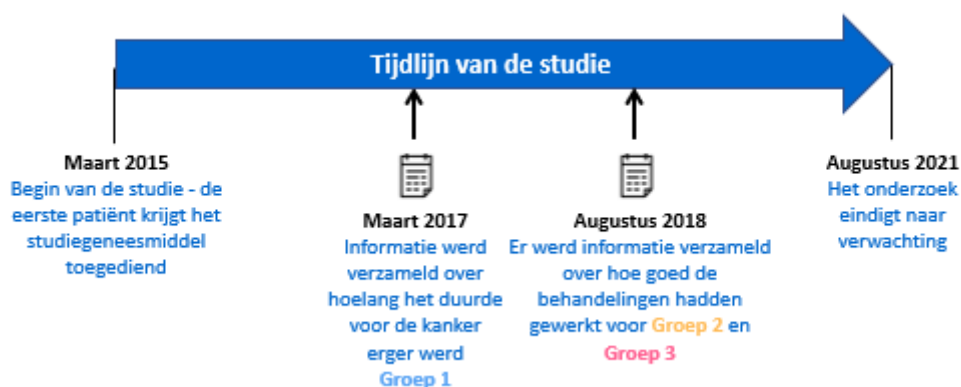 Tijdlijn van de studie
Maart 2015
Begin van de studie - de
eerste patiënt krijgt het
studiegeneesmiddel
toegediend
Maart 2017
Informatie werd
verzameld over
hoelang het duurde
voor de kanker
erger werd
Groep 1
Augustus 2018
Er werd informatie verzameld
over hoe goed de
behandelingen hadden
gewerkt voor Groep 2 en
Groep 3
Augustus 2021
Het onderzoek
eindigt naar
verwachting